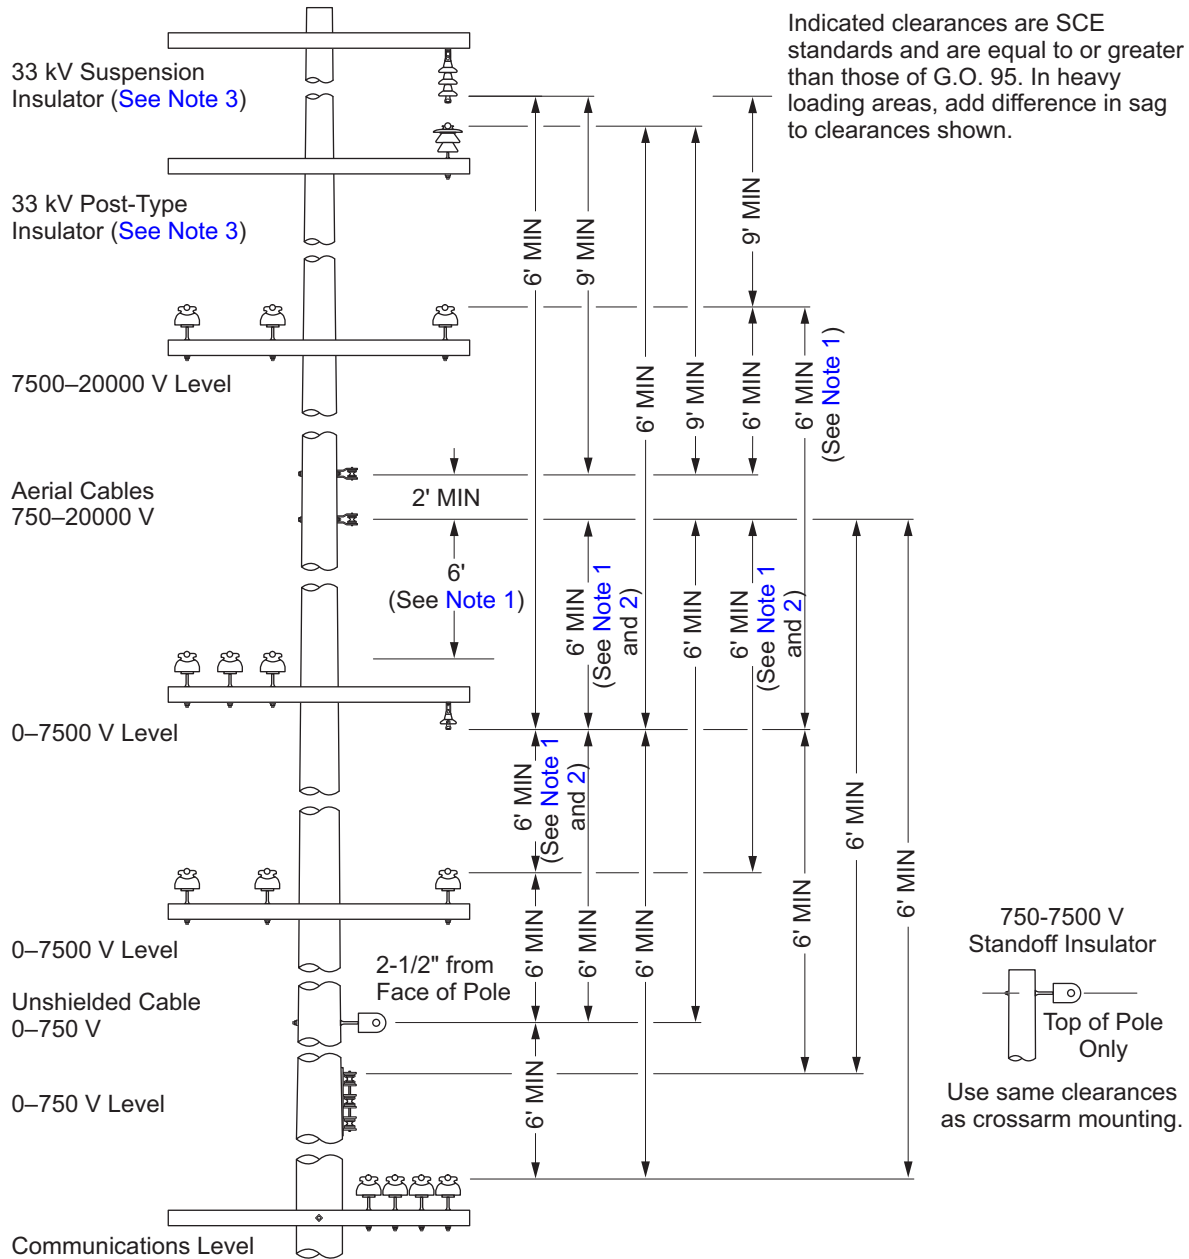 Indicated clearances are SCE
standards and are equal to or greater
than those of G.O. 95. In heavy
loading areas, add difference in sag
to clearances shown.
33 kV Suspension
Insulator (See Note 3)
33 kV Post-Type
Insulator (See Note 3)
6' MIN
9' MIN
9' MIN
7500–20000 V Level
6' MIN
9' MIN
6' MIN
6' MIN
(See Note 1)
Aerial Cables
750–20000 V
2' MIN
6'
(See Note 1)
6' MIN
(See Note 1
and 2)
6' MIN
6' MIN
(See Note 1
and 2)
0–7500 V Level
6' MIN
(See Note 1
and 2)
6' MIN
6' MIN
0–7500 V Level
6' MIN
6' MIN
6' MIN
6' MIN
Unshielded Cable
0–750 V
2-1/2" from
Face of Pole
0–750 V Level
6' MIN
750-7500 V
Standoff Insulator
Top of Pole
Only
Use same clearances
as crossarm mounting.
Communications Level